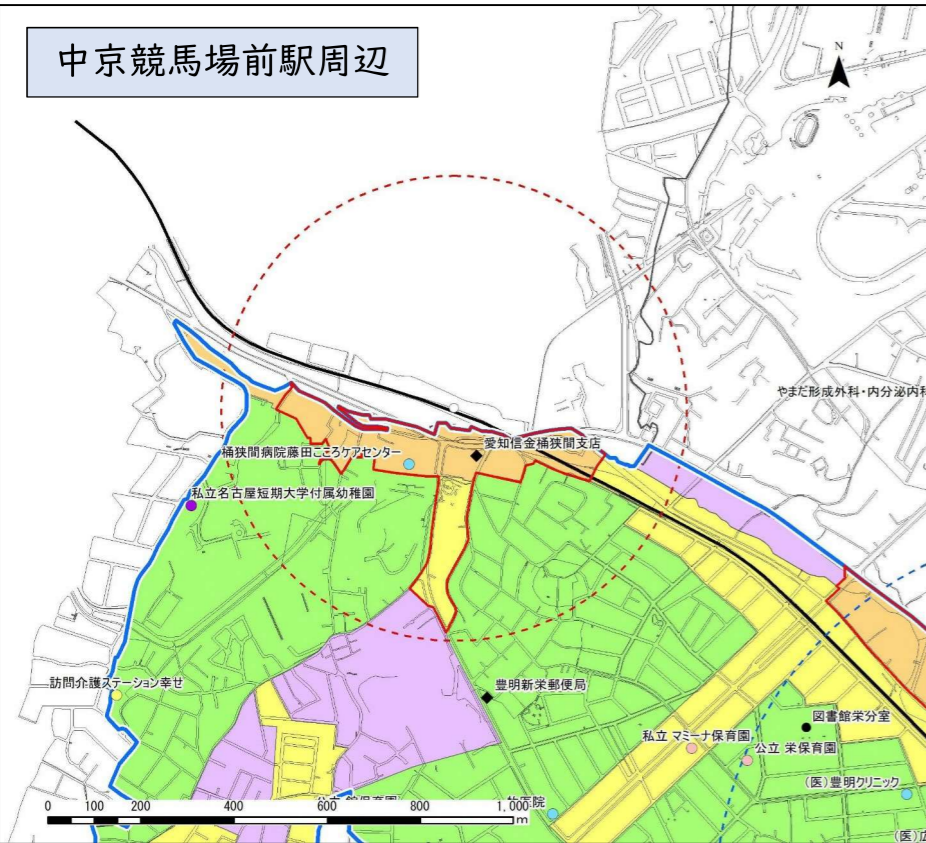 中京競馬場前駅周辺
N
やまだ形成外科・内分泌内科
愛知信金桶狭間支店
桶狭間病院藤田こころケアセンター
私立名古屋短期大学付属幼稚園
訪問介護ステーション幸せ
豊明新栄郵便局
図書館栄分室
私立 マミーナ保育園
公立 栄保育園
(医)豊明クリニック
0 100 200 400 600 800 1,000
m
医院
(医)広